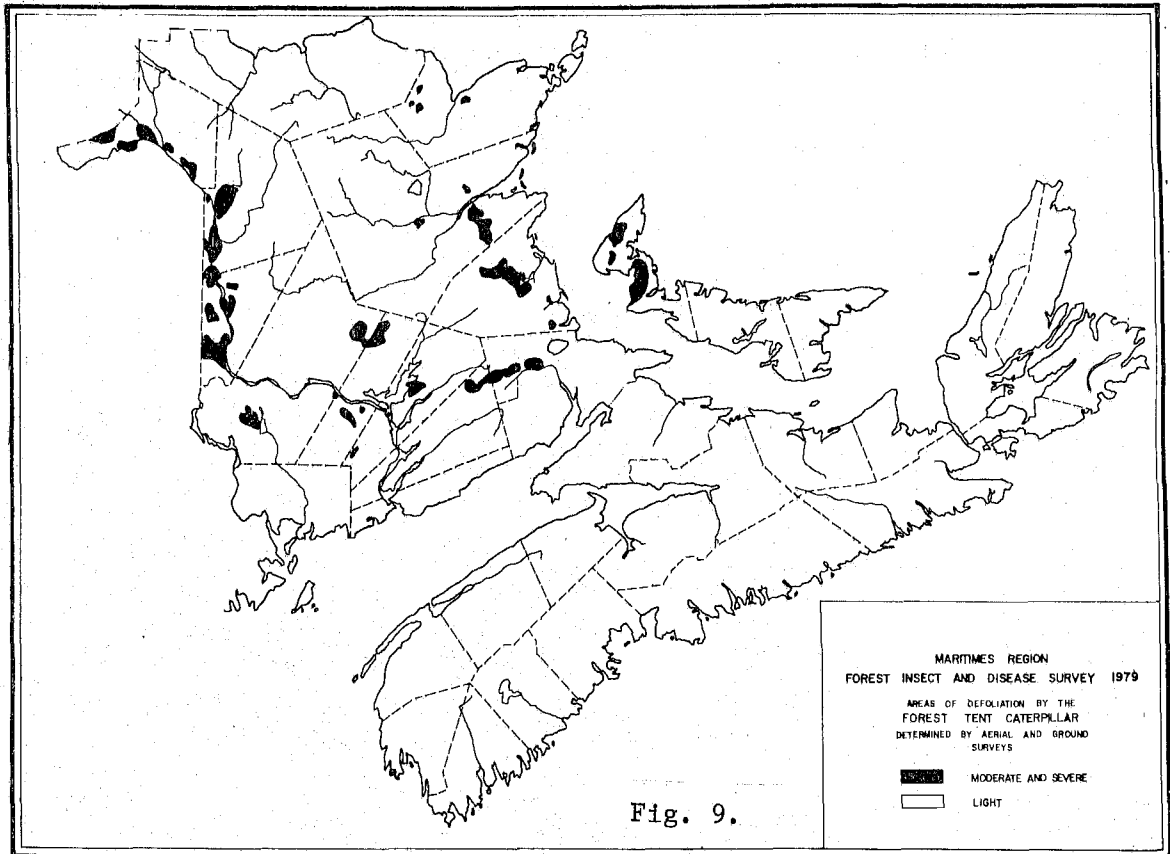 MARITIMES REGION
FOREST INSECT AND DISEASE SURVEY 1979
AREAS OF DEFOLIATION BY THE
FOREST TENT CATERPILLAR
DETERMINED BY AERIAL AND GROUND
SURVEYS
MODERATE AND SEVERE
LIGHT
Fig. 9.